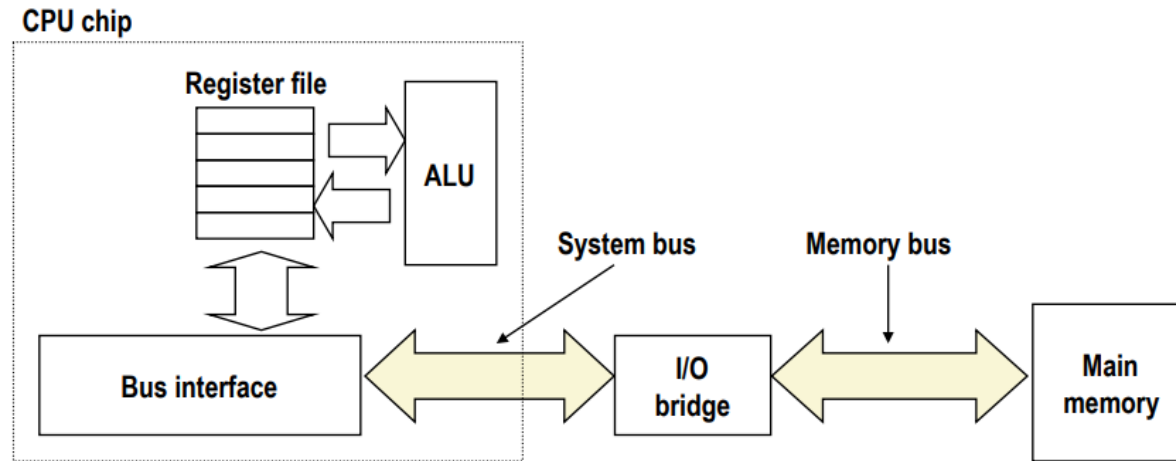 CPU chip
Register file
ALU
System bus
Memory bus
Bus interface
I/O
bridge
Main
memory